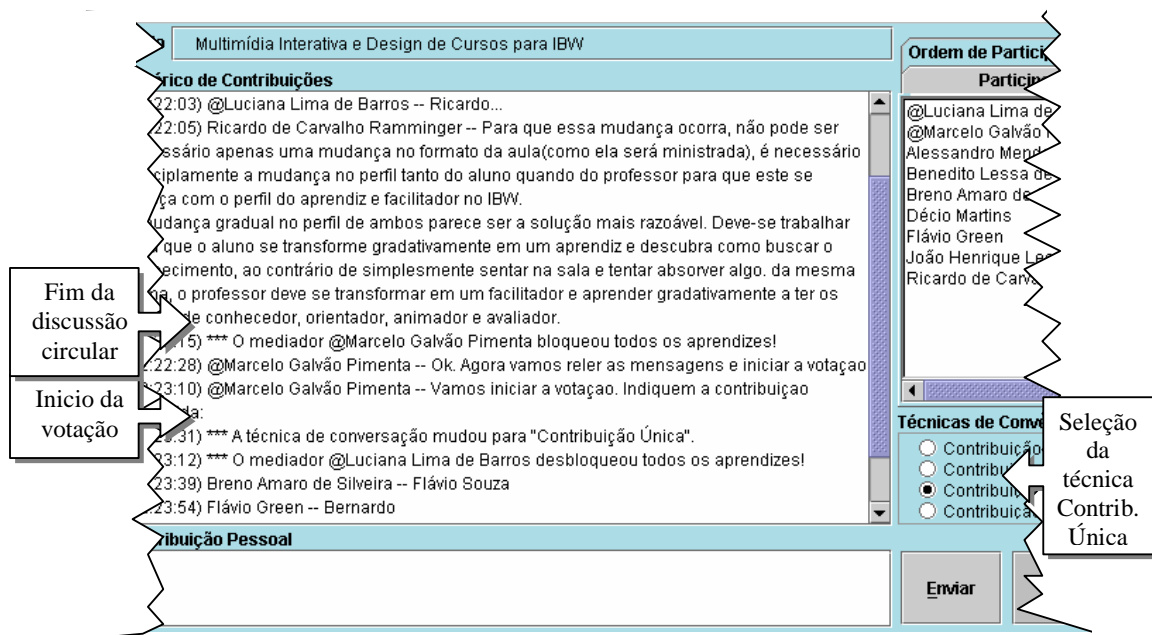 Multimídia Interativa e Design de Cursos para IBW
rico de Contribuições
22:03) @Luciana Lima de Barros -- Ricardo...
22:05) Ricardo de Carvalho Ramminger -- Para que essa mudança ocorra, não pode ser
ssário apenas uma mudança no formato da aula(como ela será ministrada), é necessário
ciplamente a mudança no perfil tanto do aluno quando do professor para que este se
ça com o perfil do aprendiz e facilitador no IBW.
udança gradual no perfil de ambos parece ser a solução mais razoável. Deve-se trabalhar
que o aluno se transforme gradativamente em um aprendiz e descubra como buscar o
ecimento, ao contrário de simplesmente sentar na sala e tentar absorver algo. da mesma
a, o professor deve se transformar em um facilitador e aprender gradativamente a ter os
de conhecedor, orientador, animador e avaliador.
15) *** O mediador @Marcelo Galvão Pimenta bloqueou todos os aprendizes!
:22:28) @Marcelo Galvão Pimenta -- Ok. Agora vamos reler as mensagens e iniciar a votaçao
:23:10) @Marcelo Galvão Pimenta -- Vamos iniciar a votaçao. Indiquem a contribuiçao
da:
:23:31) *** A técnica de conversação mudou para "Contribuição Única".
23:12) *** O mediador @Luciana Lima de Barros desbloqueou todos os aprendizes!
:23:39) Breno Amaro de Silveira -- Flávio Souza
:23:54) Flávio Green -- Bernardo
ribuição Pessoal
Ordem de Particip
Participa
@Luciana Lima de
@Marcelo Galvão
Alessandro Mend
Benedito Lessa de
Breno Amaro de
Décio Martins
Flávio Green
João Henrique Le
Ricardo de Carva
Técnicas de Conve
Contribuição
Contribu
Contribuiç
Contribuiçã
Enviar
Fim da
discussão
circular
Inicio da
votação
Seleção
da
técnica
Contrib.
Única